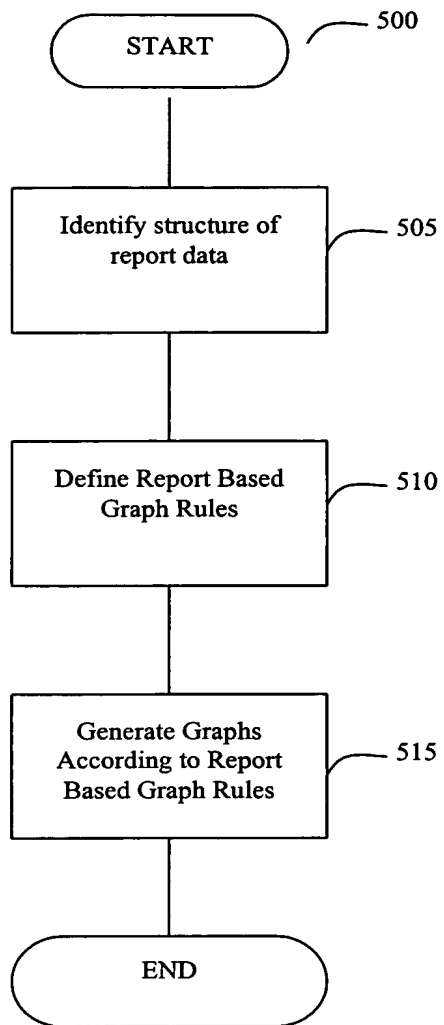 START
500
Identify structure of
report data
505
Define Report Based
Graph Rules
510
Generate Graphs
According to Report
Based Graph Rules
515
END